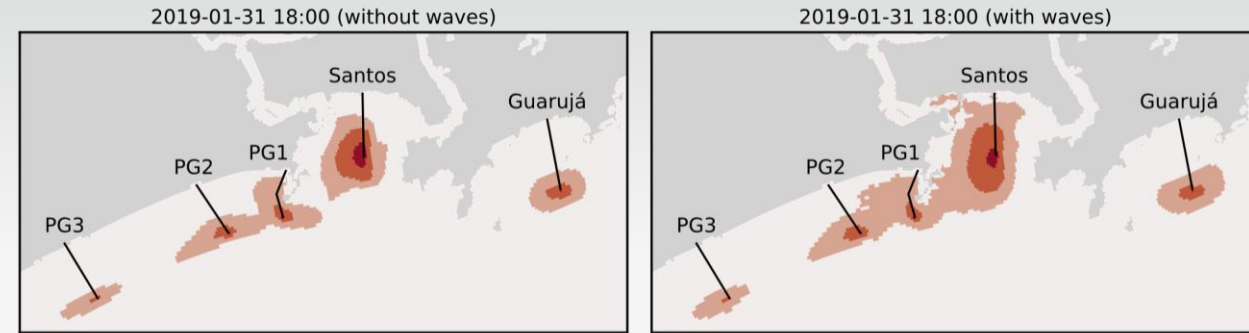 2019-01-31 18:00 (without waves)
Santos
Guarujá
PG1
PG2
PG3
2019-01-31 18:00 (with waves)
Santos
Guarujá
PG1
PG2
PG3